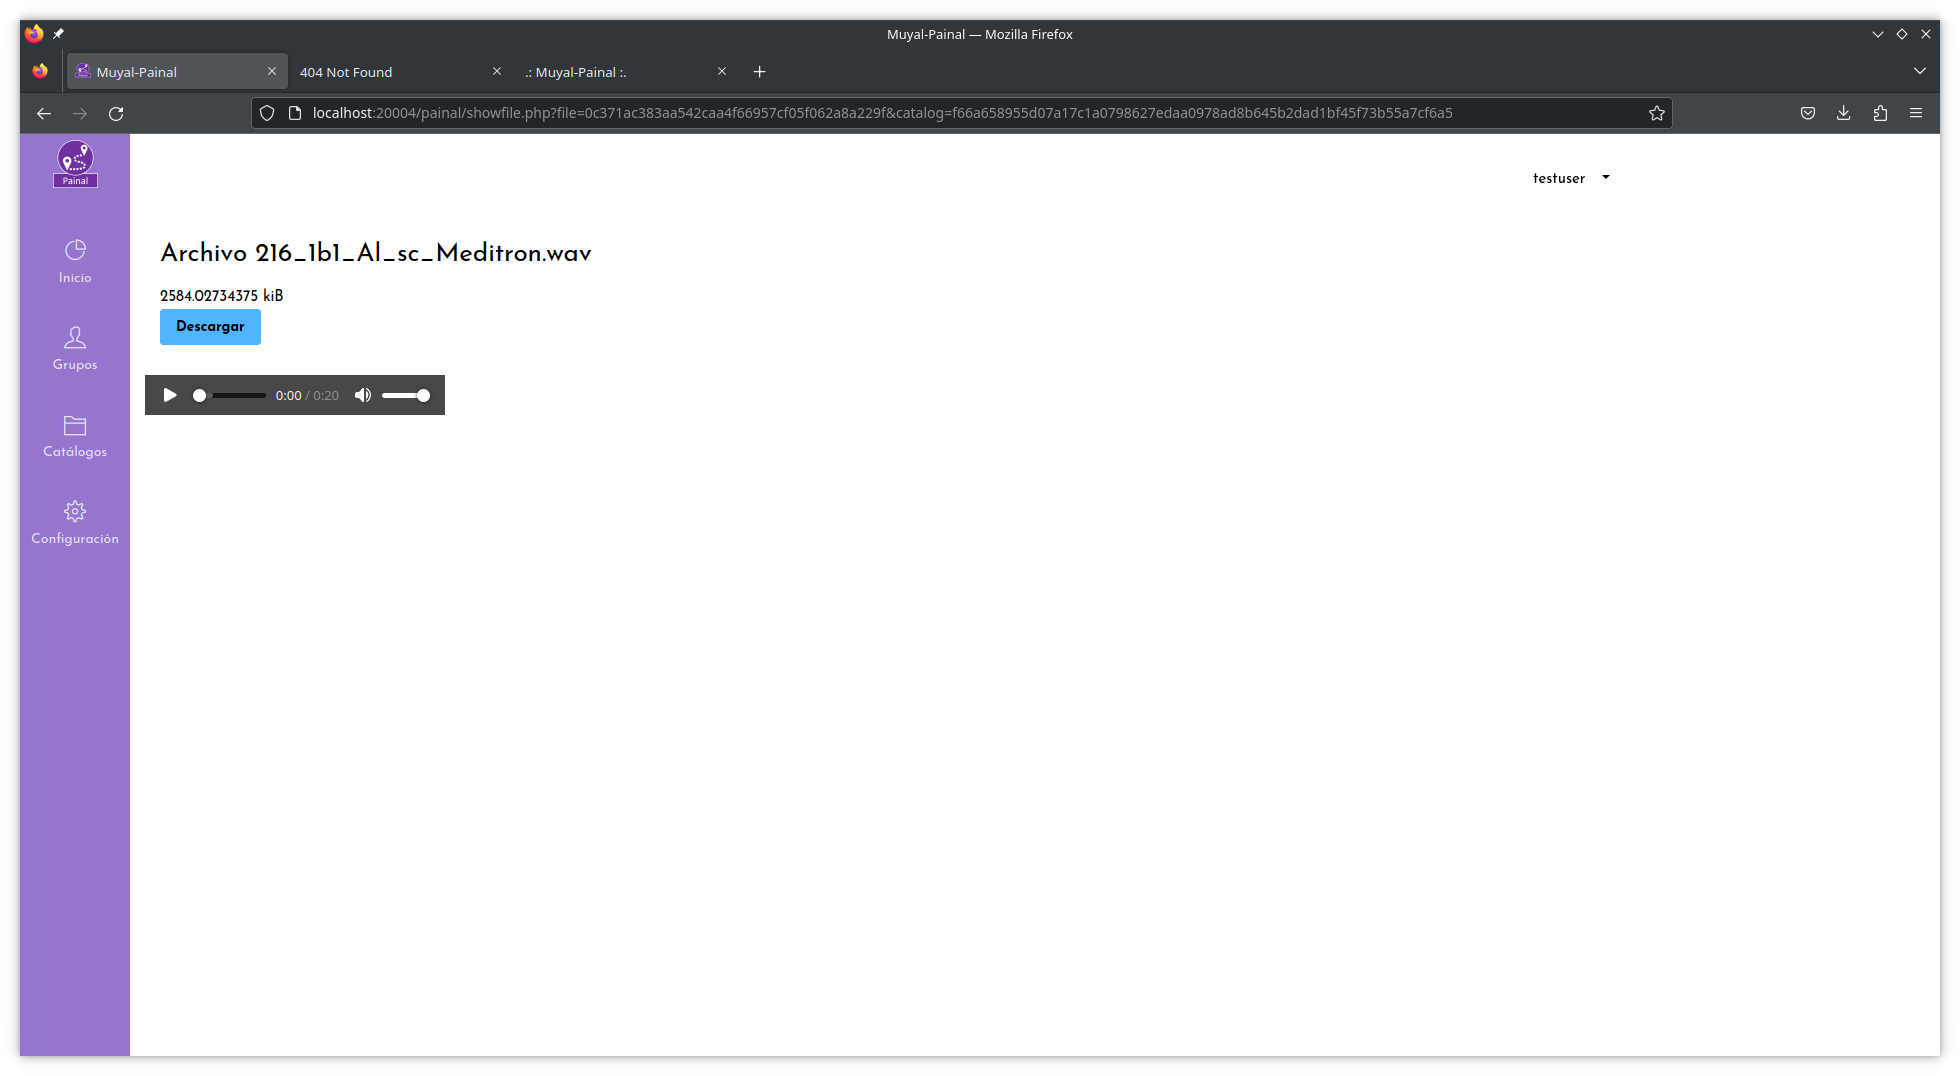 Muyal-Painal — Mozilla Firefox
Muyal-Painal
404 Not Found
.: Muyal-Painal :.
localhost:20004/painal/showfile.php?file=0c371ac383aa542caa4f66957cf05f062a8a229f&catalog=f66a658955d07a17c1a0798627edaa0978ad8b645b2dad1bf45f73b55a7cf6a5
Painal
testuser
Inicio
Grupos
Catálogos
Configuración
Archivo 216_1b1_Al_sc_Meditron.wav
2584.02734375 kiB
Descargar
0:00 / 0:20